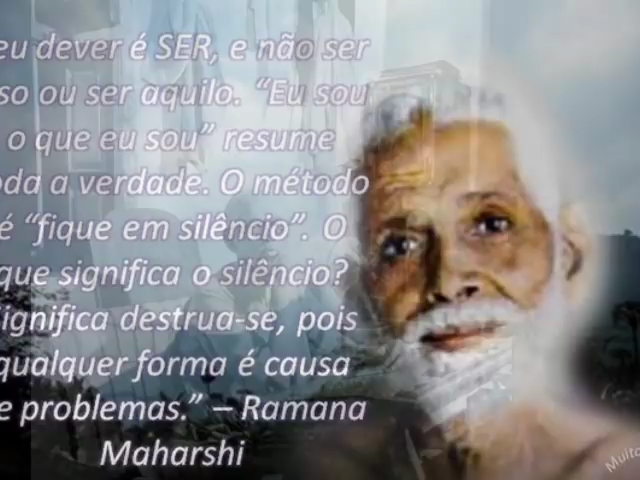 eu dever é SER, e não ser
so ou ser aquilo. “Eu sou
o que eu sou” resume
oda a verdade. O método
é “fique em silêncio”. O
que significa o silêncio?
ignifica destrua-se, pois
qualquer forma é causa
e problemas.” – Ramana
Maharshi
Muito